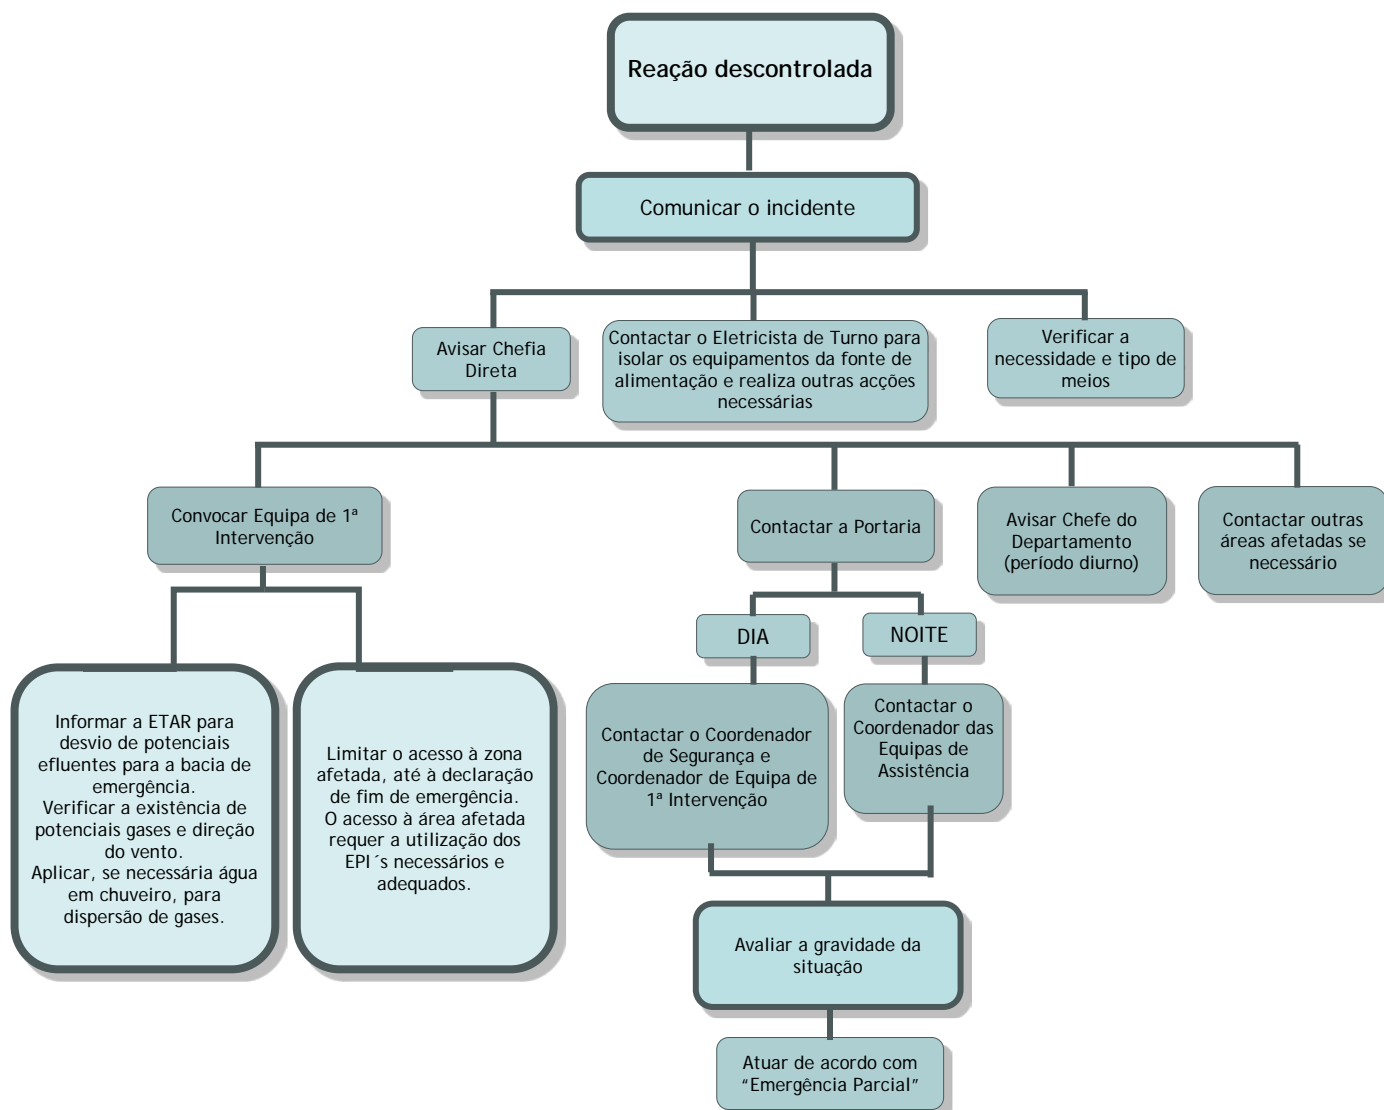 Reação descontrolada
Comunicar o incidente
Avisar Chefia
Direta
Contactar o Eletricista de Turno para
isolar os equipamentos da fonte de
alimentação e realiza outras acções
necessárias
Verificar a
necessidade e tipo de
meios
Convocar Equipa de 1ª
Intervenção
Contactar a Portaria
Avisar Chefe do
Departamento
(período diurno)
Contactar outras
áreas afetadas se
necessário
DIA
NOITE
Informar a ETAR para
desvio de potenciais
efluentes para a bacia de
emergência.
Verificar a existência de
potenciais gases e direção
do vento.
Aplicar, se necessária água
em chuveiro, para
dispersão de gases.
Limitar o acesso à zona
afetada, até à declaração
de fim de emergência.
O acesso à área afetada
requer a utilização dos
EPI´s necessários e
adequados.
Contactar o Coordenador
de Segurança e
Coordenador de Equipa de
1ª Intervenção
Contactar o
Coordenador das
Equipas de
Assistência
Avaliar a gravidade da
situação
Atuar de acordo com
“Emergência Parcial”